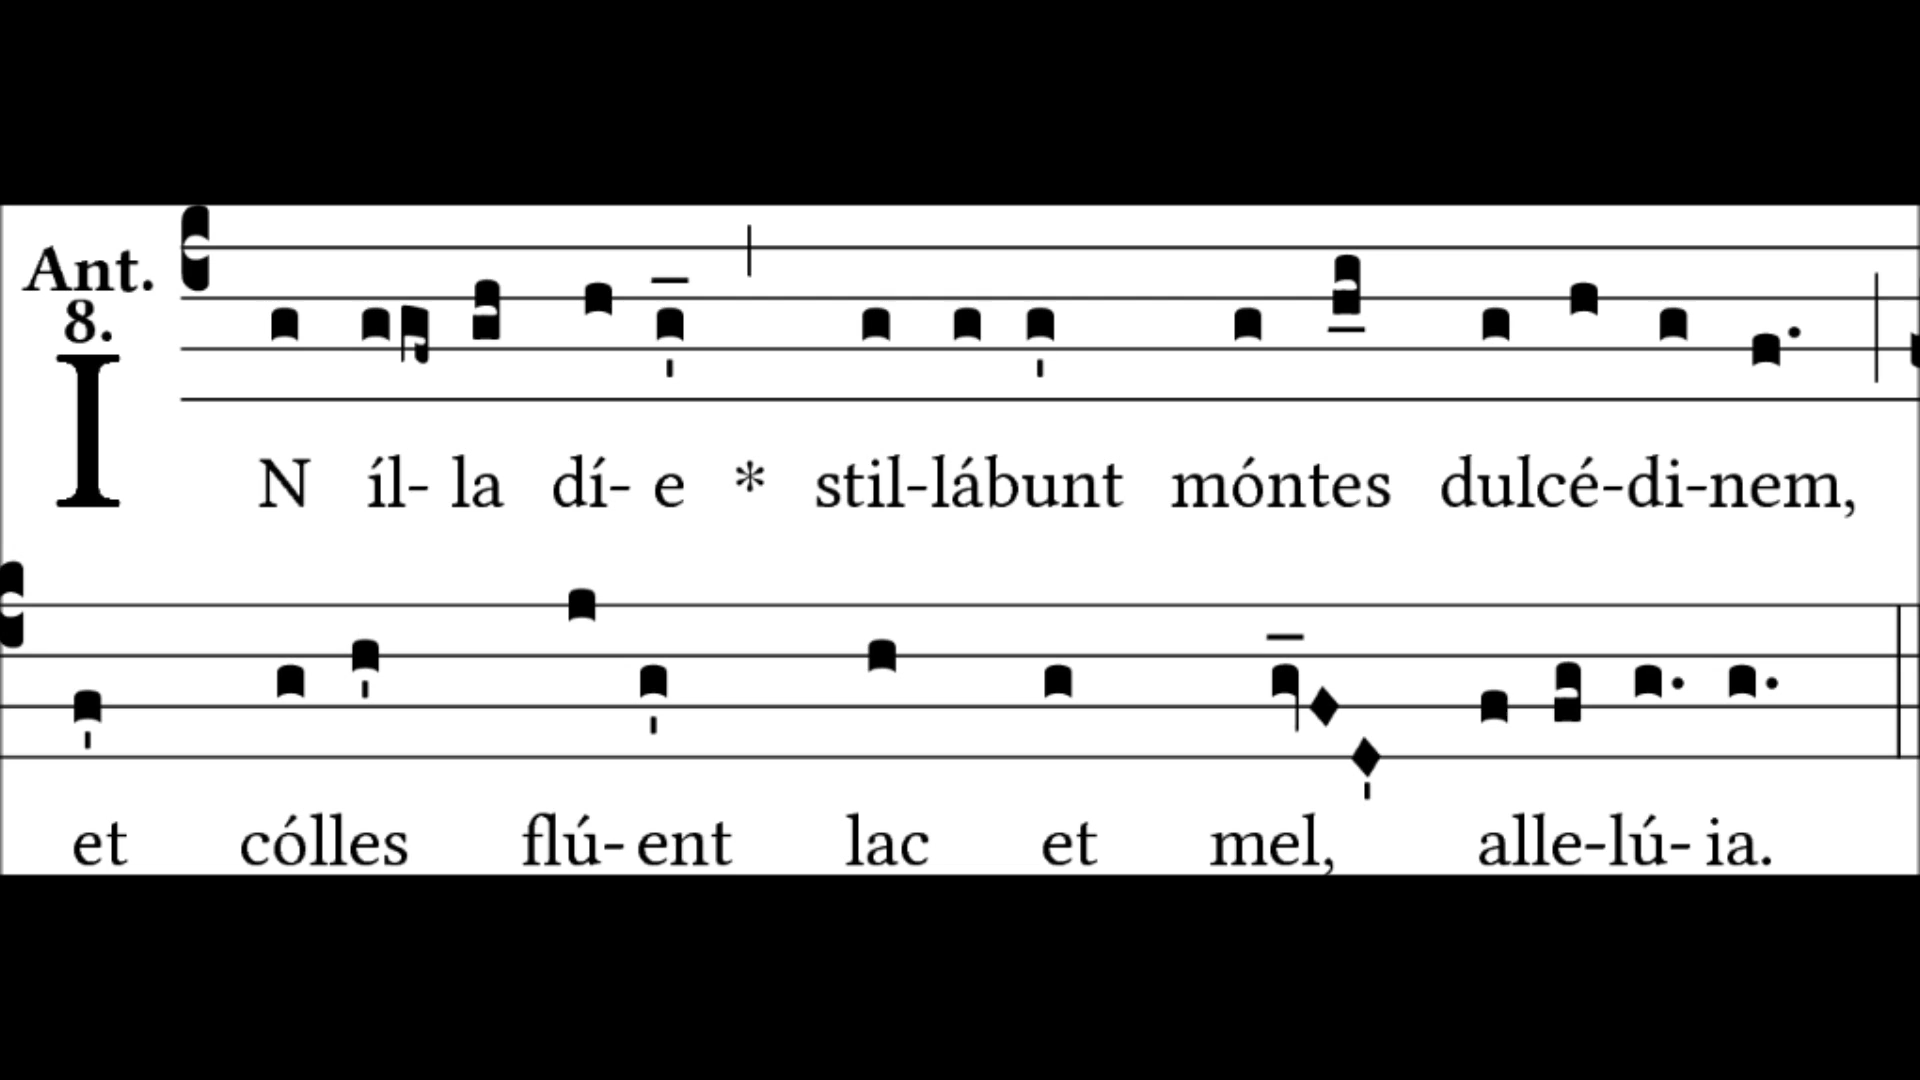 Ant.
8.
IN íl- la dí- e * stil-lábunt móntes dulcé-di-nem,
et cólles flú- ent lac et mel, alle-lú- ia.